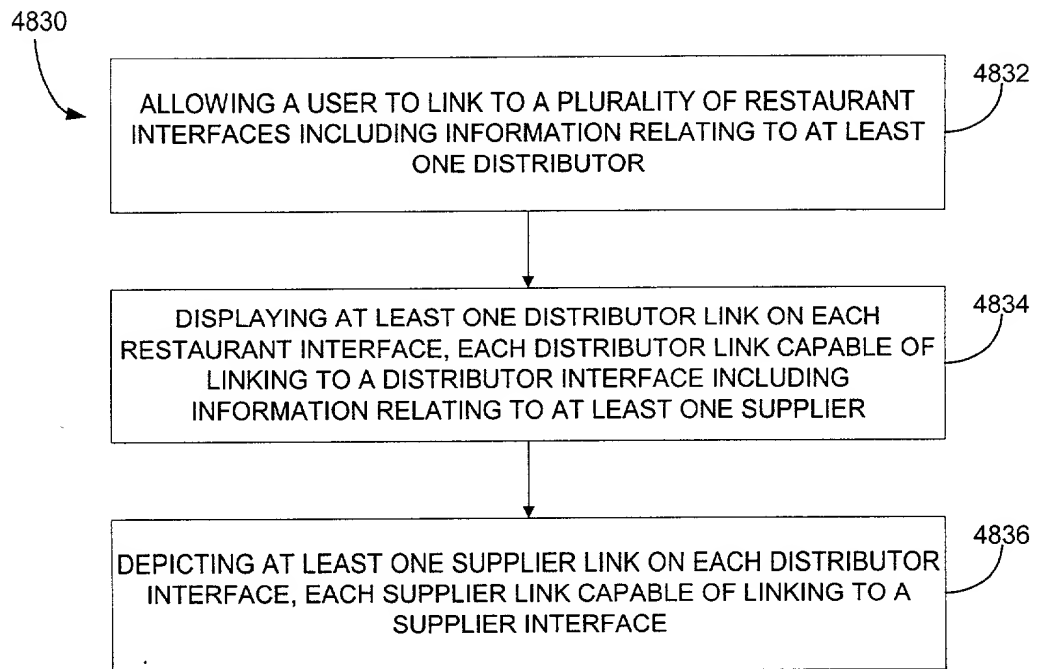 4830
4832
ALLOWING A USER TO LINK TO A PLURALITY OF RESTAURANT
INTERFACES INCLUDING INFORMATION RELATING TO AT LEAST
ONE DISTRIBUTOR
4834
DISPLAYING AT LEAST ONE DISTRIBUTOR LINK ON EACH
RESTAURANT INTERFACE, EACH DISTRIBUTOR LINK CAPABLE OF
LINKING TO A DISTRIBUTOR INTERFACE INCLUDING
INFORMATION RELATING TO AT LEAST ONE SUPPLIER
4836
DEPICTING AT LEAST ONE SUPPLIER LINK ON EACH DISTRIBUTOR
INTERFACE, EACH SUPPLIER LINK CAPABLE OF LINKING TO A
SUPPLIER INTERFACE